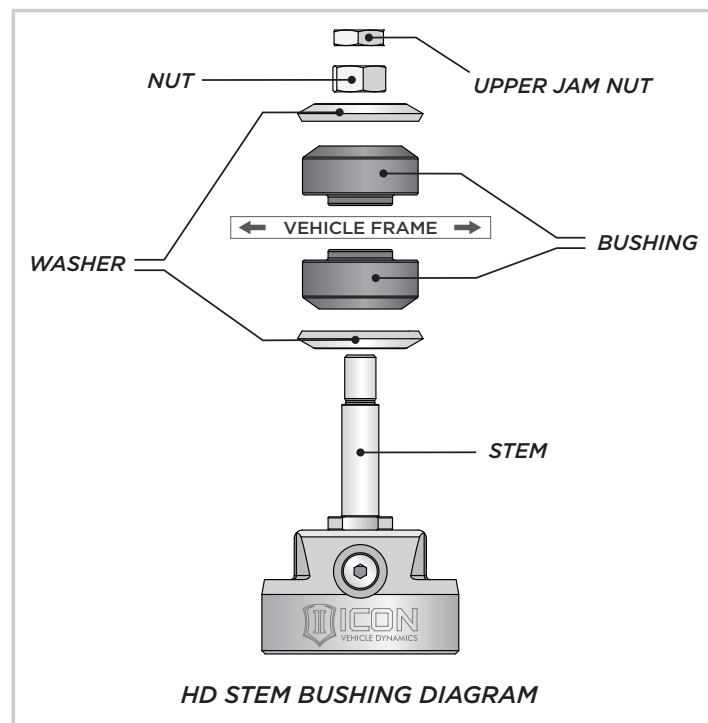 NUT
UPPER JAM NUT
VEHICLE FRAME
WASHER
BUSHING
STEM
ICON
VEHICLE DYNAMICS
HD STEM BUSHING DIAGRAM